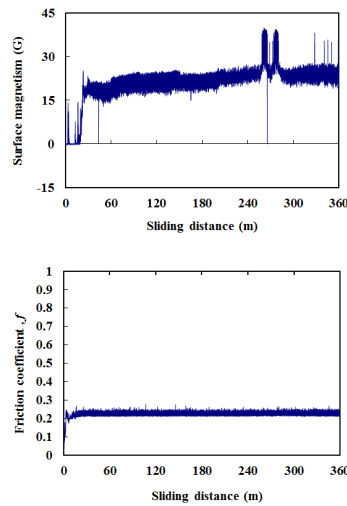 Surface magnetism (G)
45
30
15
0
-15
0 60 120 180 240 300 360
Sliding distance (m)
Friction coefficient ,f
1
0.9
0.8
0.7
0.6
0.5
0.4
0.3
0.2
0.1
0
0 60 120 180 240 300 360
Sliding distance (m)